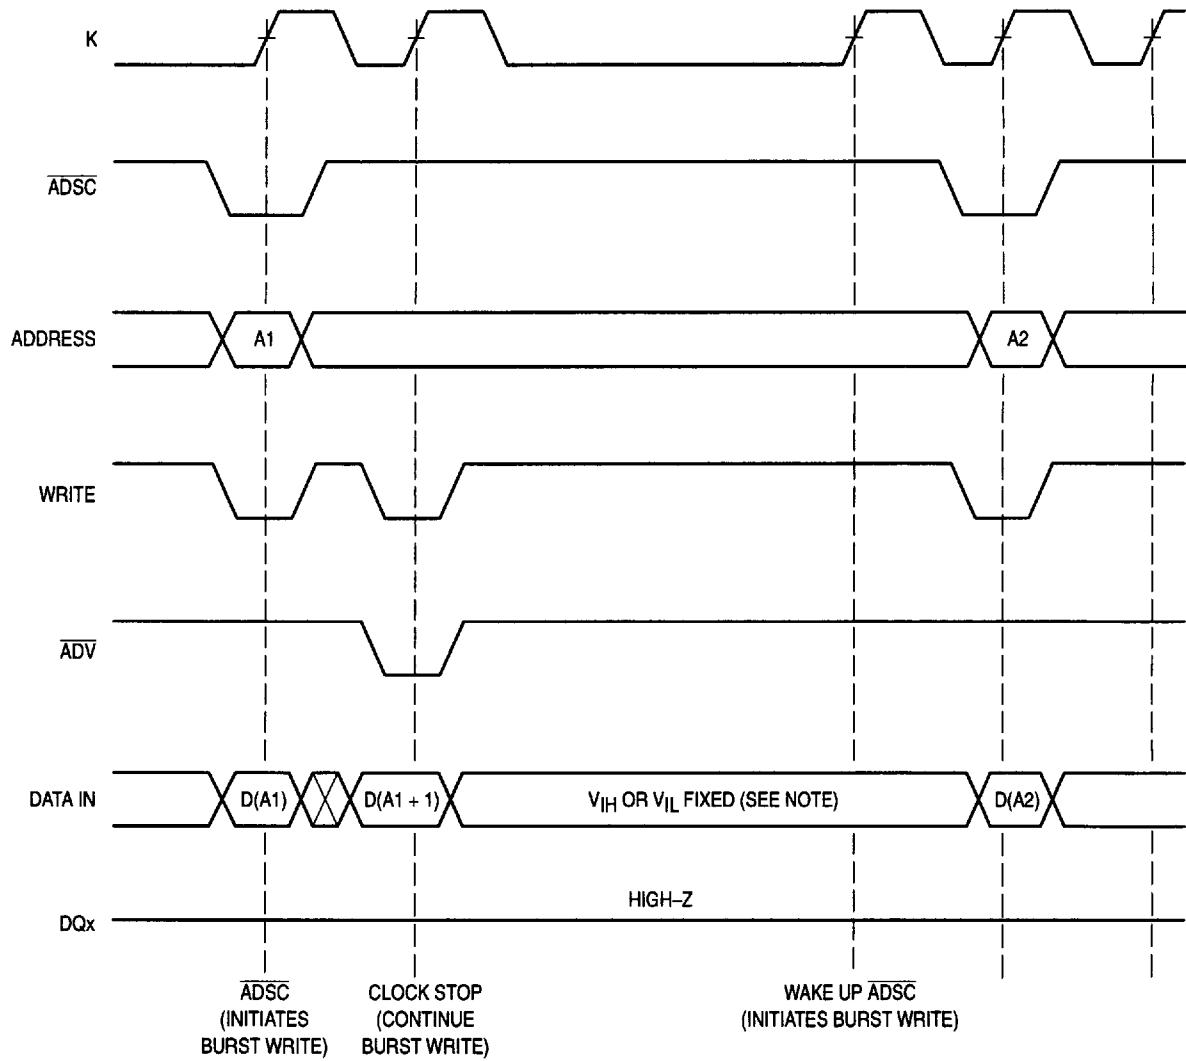 K
ADSC
ADDRESS
A1
A2
WRITE
ADV
DATA IN
D(A1)
D(A1 + 1)
VIH OR VIL FIXED (SEE NOTE)
D(A2)
HIGH–Z
DQx
ADSC
(INITIATES
BURST WRITE)
CLOCK STOP
(CONTINUE
BURST WRITE)
WAKE UP ADSC
(INITIATES BURST WRITE)